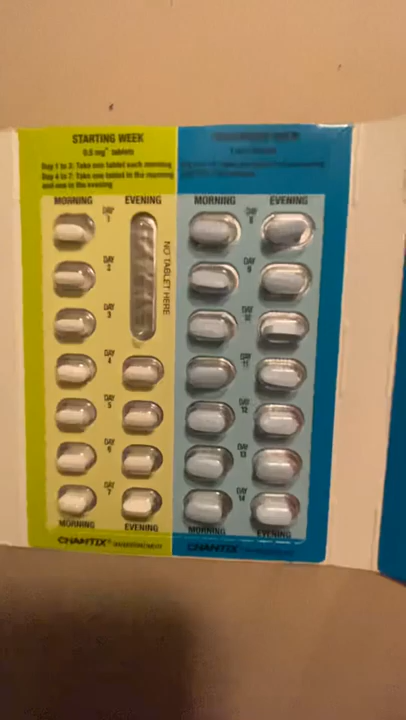 STARTING WEEK
0.5 mg* tablets
Day 1 to 3: Take one tablet each morning
Day 4 to 7: Take one tablet in the morning
and one in the evening
MORNING EVENING
DAY 1
DAY 2
DAY 3
NO TABLET HERE
DAY 4
DAY 5
DAY 6
DAY 7
MORNING EVENING
CHANTIX
MORNING EVENING
DAY 8
DAY 9
DAY 10
DAY 11
DAY 12
DAY 13
DAY 14
MORNING EVENING
CHANTIX